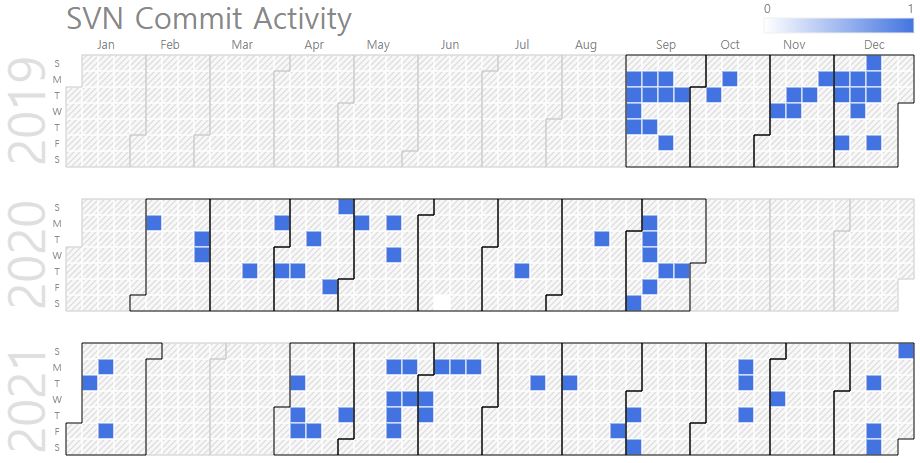 SVN Commit Activity
0 1
Jan Feb Mar Apr May Jun Jul Aug Sep Oct Nov Dec
2019
S
M
T
W
T
F
S
2020
S
M
T
W
T
F
S
2021
S
M
T
W
T
F
S